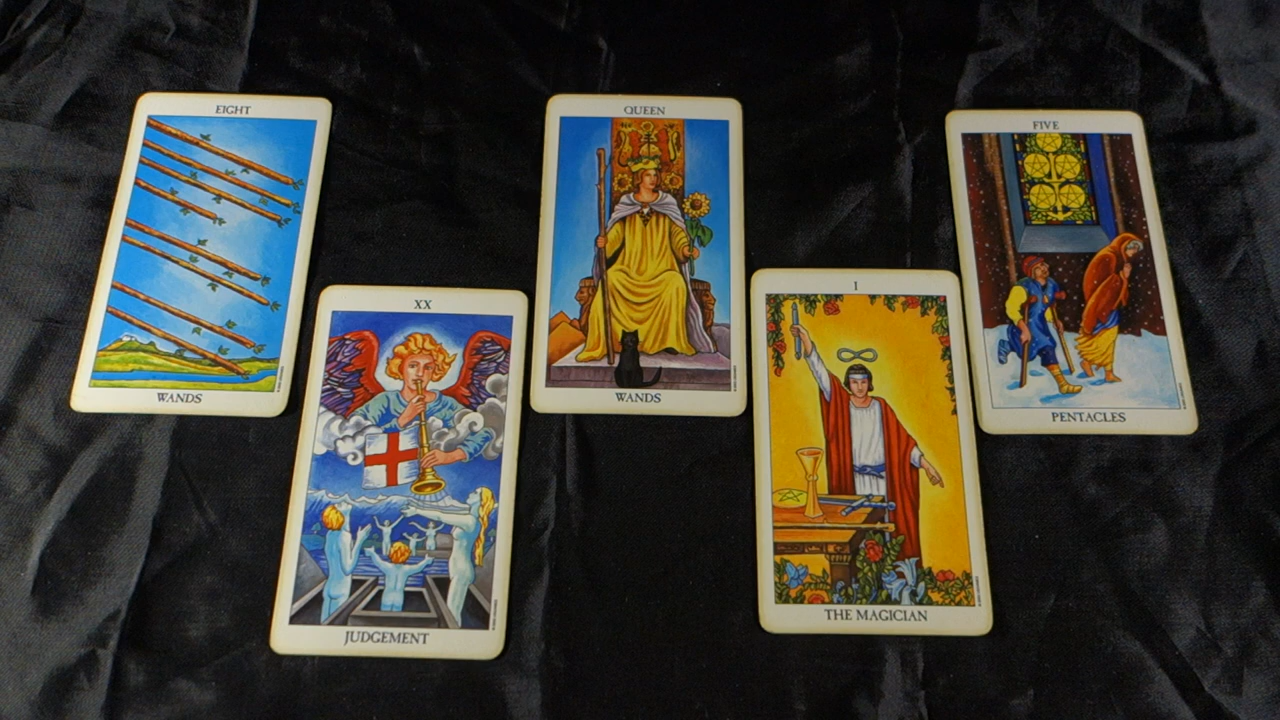 EIGHT
WANDS
XX
JUDGEMENT
QUEEN
WANDS
I
THE MAGICIAN
FIVE
PENTACLES